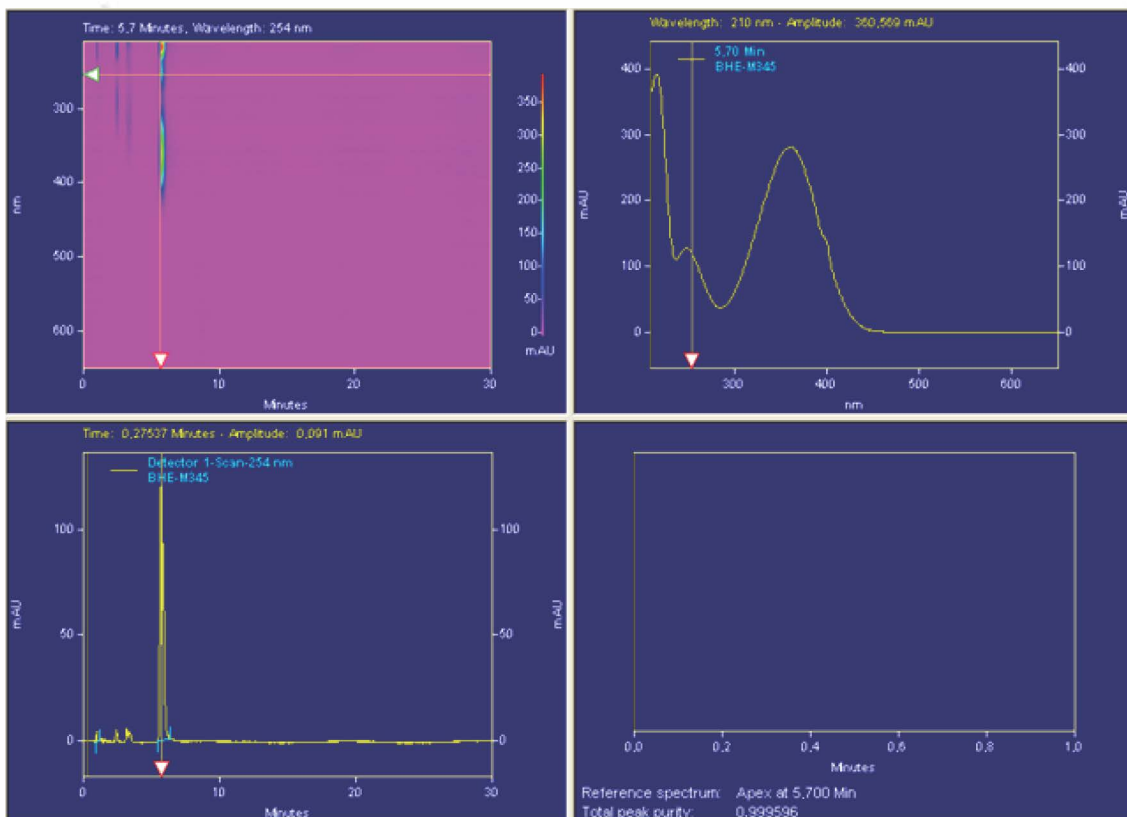 Time: 5,7 Minutes, Wavelength: 254 nm
300
400
500
600
nm
0
10
20
30
Minutes
350
300
250
200
150
100
50
0
mAU
Wavelength: 210 nm - Amplitude: 360,569 mAU
5,70 Min
BHE-M345
400
300
200
100
0
mAU
400
300
200
100
0
mAU
300
400
500
600
nm
Time: 0,27537 Minutes - Amplitude: 0,091 mAU
Detector 1-Scan-254 nm
BHE-M345
100
50
0
mAU
100
50
0
mAU
0
10
20
30
Minutes
0,0
0,2
0,4
0,6
0,8
1,0
Minutes
Reference spectrum: Apex at 5,700 Min
Total peak purity: 0,999596